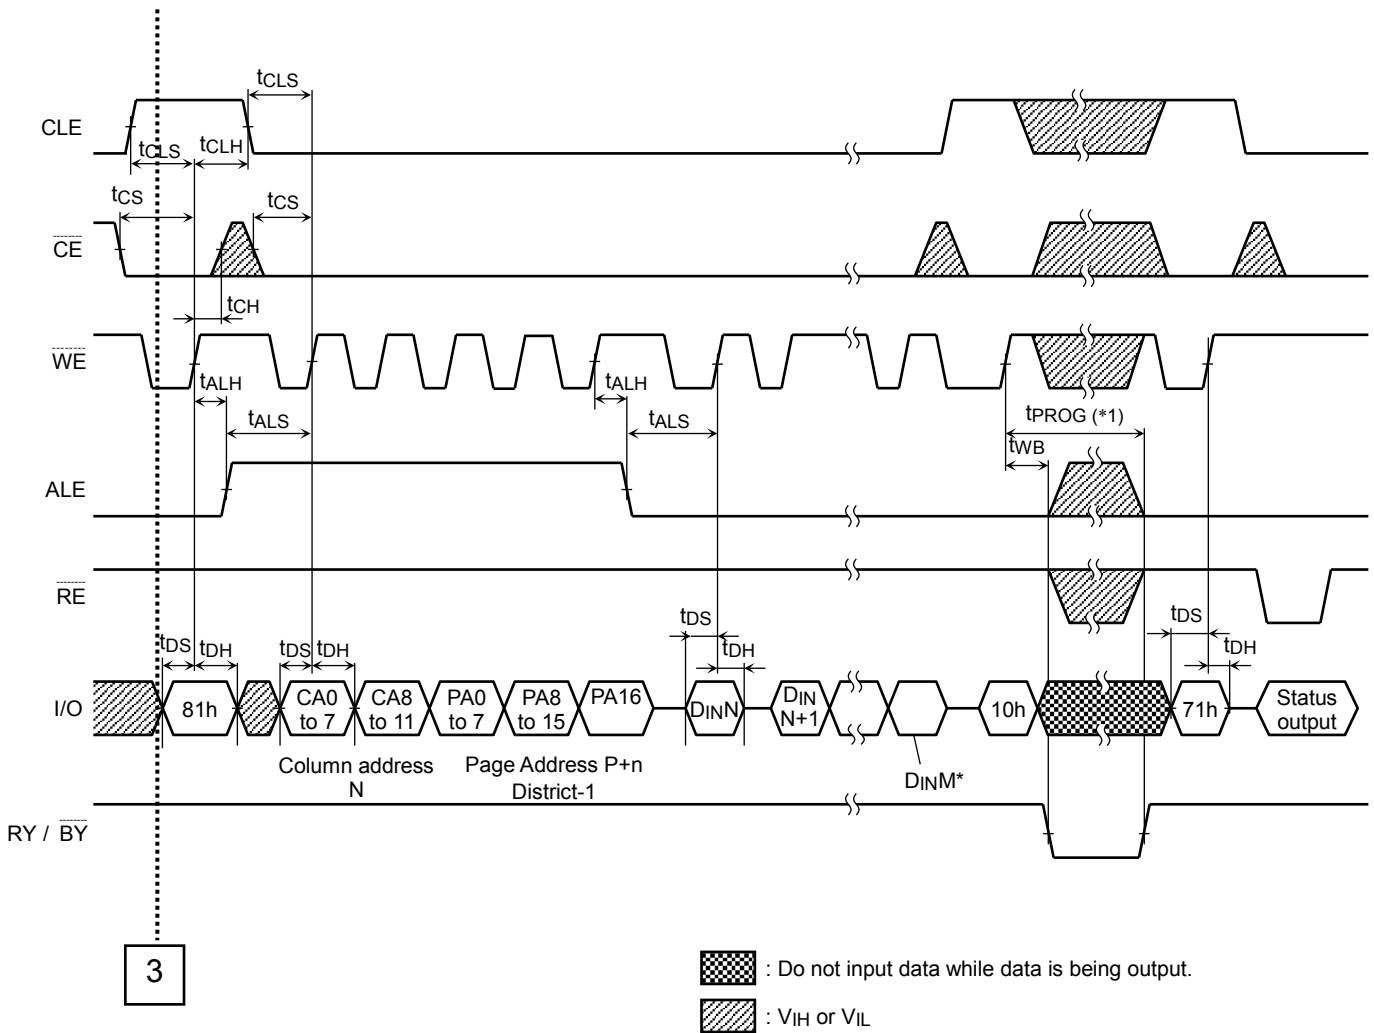 tCLS
CLE
tCLS tCLH
tCS tCS
CE
tCH
WE
tALH tALH
tALS tALS tPROG (*1)
tWB
ALE
RE
tDS tDS
tDS tDH tDS tDH tDH tDH
I/O
81h
CA0 to 7
CA8 to 11
PA0 to 7
PA8 to 15
PA16
DINN
DIN N+1
10h
71h
Status output
Column address N
Page Address P+n District-1
DINM*
RY / BY
3
: Do not input data while data is being output.
: VIH or VIL